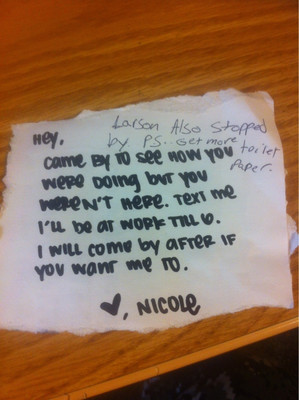 Larson Also Stopped
by P.S... Get more toilet
Paper.
Hey,
Came by to see how you
were doing but you
weren't here. Text me
I'll be at work till 6.
I will come by after if
you want me to.
♥, Nicole